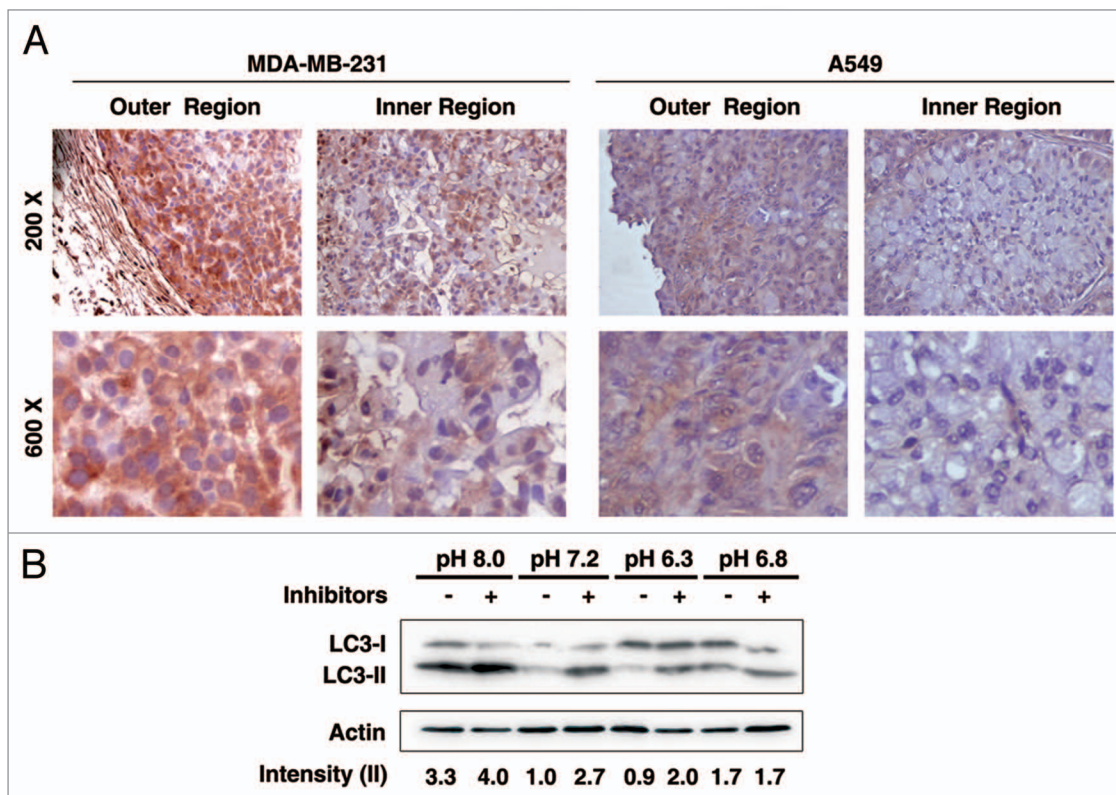 A
MDA-MB-231
A549
Outer Region
Inner Region
Outer Region
Inner Region
200 X
600 X
B
pH 8.0 pH 7.2 pH 6.3 pH 6.8
Inhibitors - + - + - + - +
LC3-I
LC3-II
Actin
Intensity (II) 3.3 4.0 1.0 2.7 0.9 2.0 1.7 1.7